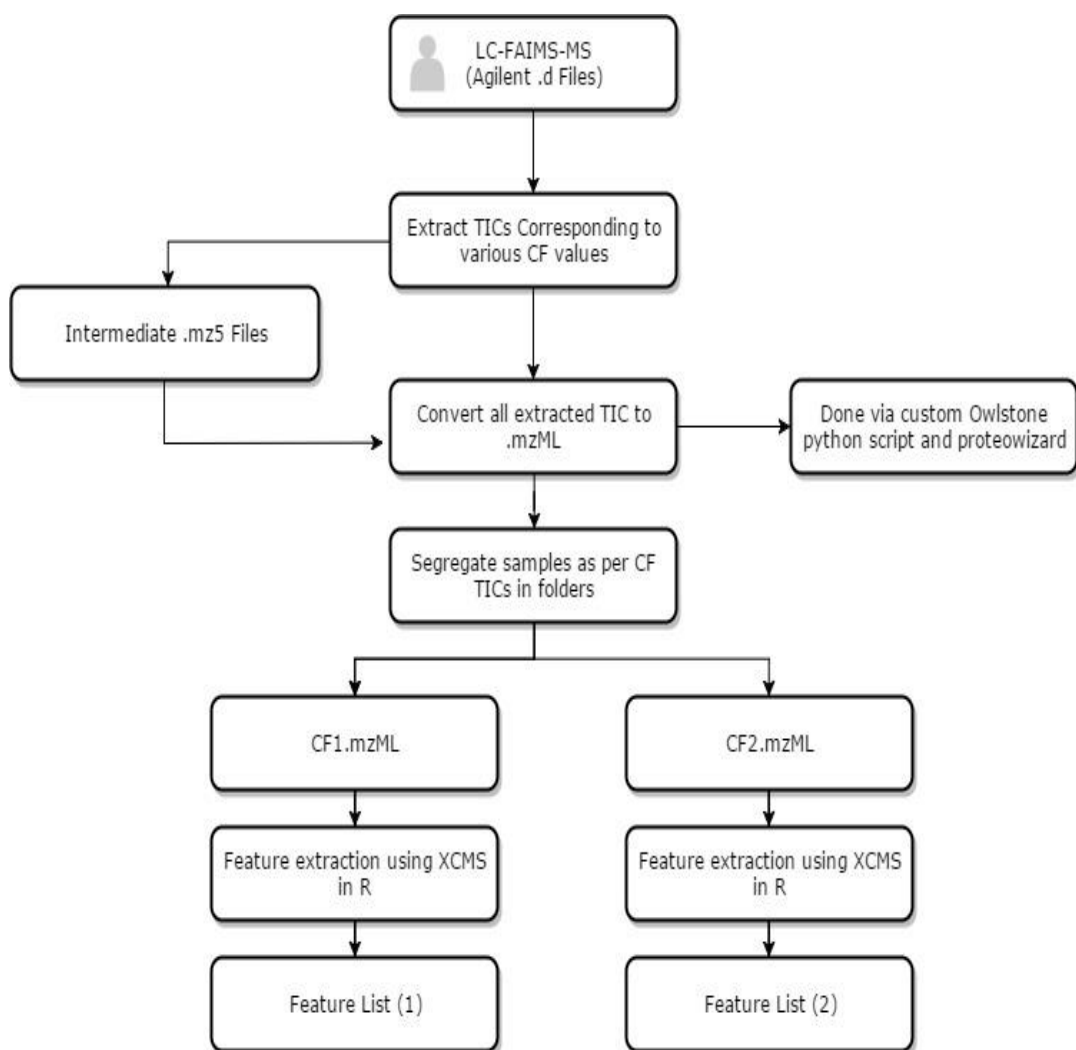 LC-FAIMS-MS
(Agilent .d Files)
Extract TICs Corresponding to
various CF values
Intermediate .mz5 Files
Convert all extracted TIC to
.mzML
Done via custom Owlstone
python script and proteowizard
Segregate samples as per CF
TICs in folders
CF1.mzML
CF2.mzML
Feature extraction using XCMS
in R
Feature extraction using XCMS
in R
Feature List (1)
Feature List (2)